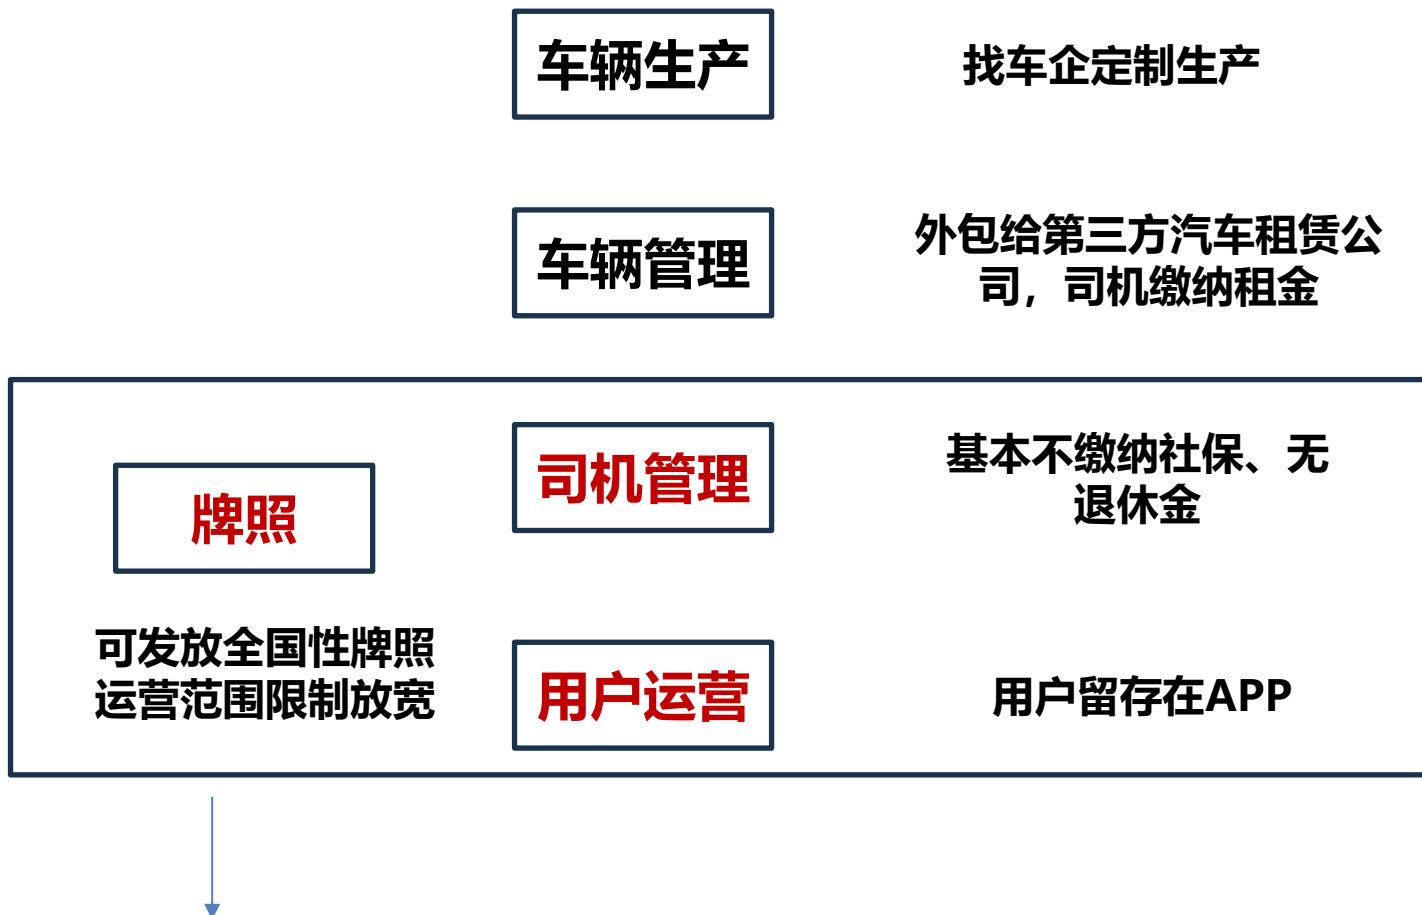 车辆生产
找车企定制生产
车辆管理
外包给第三方汽车租赁公
司，司机缴纳租金
司机管理
基本不缴纳社保、无
退休金
牌照
可发放全国性牌照
运营范围限制放宽
用户运营
用户留存在APP